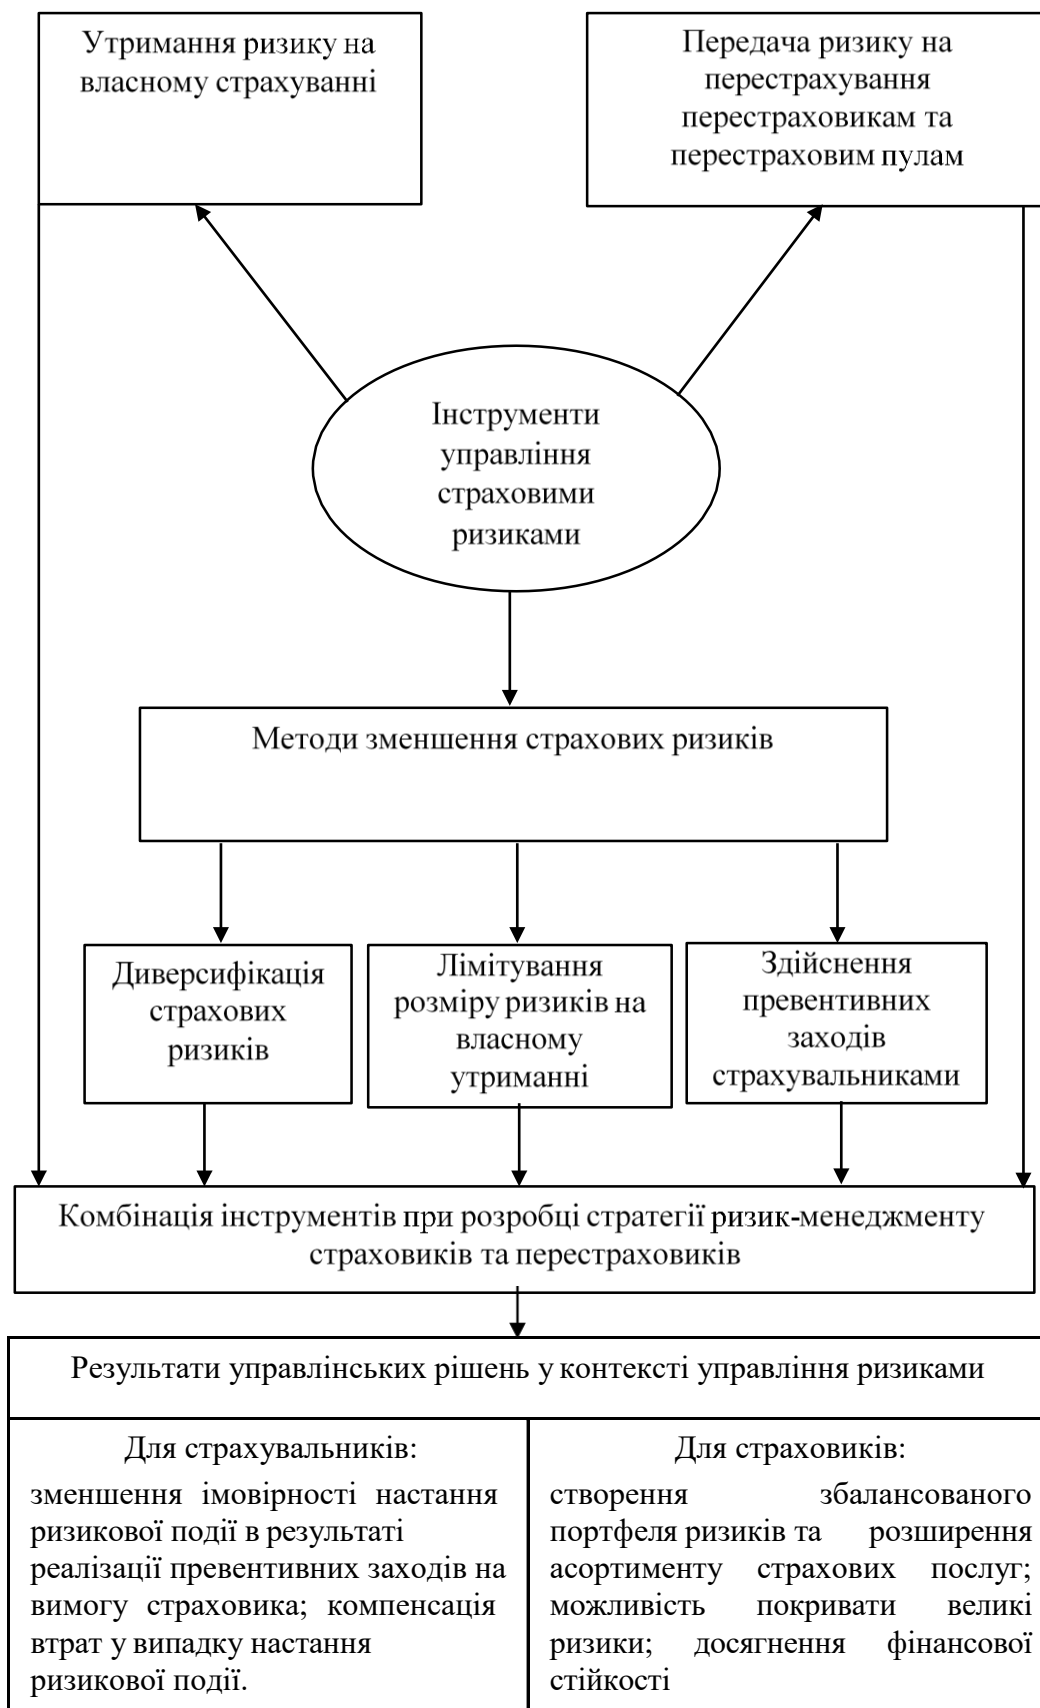 Утримання ризику на
власному страхуванні
Передача ризику на
перестрахування
перестраховикам та
перестраховим пулам
Інструменти
управління
страховими
ризиками
Методи зменшення страхових ризиків
Диверсифікація
страхових
ризиків
Лімітування
розміру ризиків на
власному
утриманні
Здійснення
превентивних
заходів
страхувальниками
Комбінація інструментів при розробці стратегії ризик-менеджменту
страховиків та перестраховиків
Результати управлінських рішень у контексті управління ризиками
Для страхувальників:
зменшення імовірності настання
ризикової події в результаті
реалізації превентивних заходів на
вимогу страховика; компенсація
втрат у випадку настання
ризикової події.
Для страховиків:
створення збалансованого
портфеля ризиків та розширення
асортименту страхових послуг;
можливість покривати великі
ризики; досягнення фінансової
стійкості